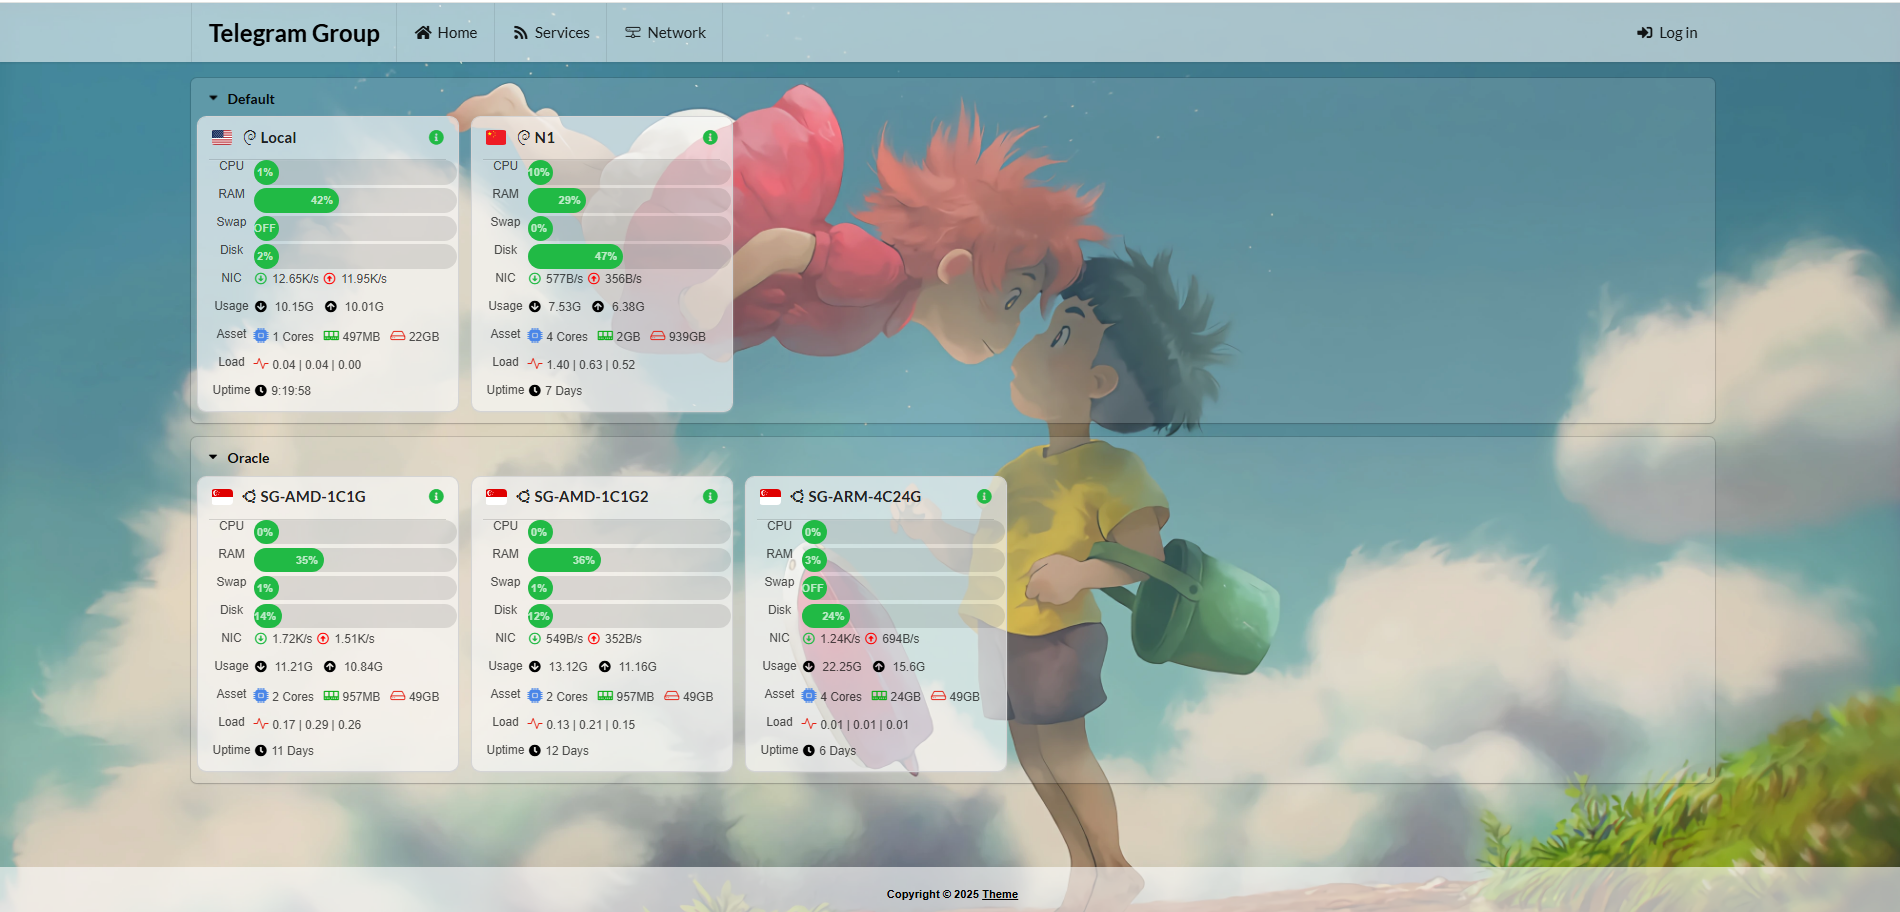 Telegram Group Home Services Network Log in
Default
Local
CPU 1%
RAM 42%
Swap OFF
Disk 2%
NIC 12.65K/s 11.95K/s
Usage 10.15G 10.01G
Asset 1 Cores 497MB 22GB
Load 0.04 | 0.04 | 0.00
Uptime 9:19:58
N1
CPU 10%
RAM 29%
Swap 0%
Disk 47%
NIC 577B/s 356B/s
Usage 7.53G 6.38G
Asset 4 Cores 2GB 939GB
Load 1.40 | 0.63 | 0.52
Uptime 7 Days
Oracle
SG-AMD-1C1G
CPU 0%
RAM 35%
Swap 1%
Disk 14%
NIC 1.72K/s 1.51K/s
Usage 11.21G 10.84G
Asset 2 Cores 957MB 49GB
Load 0.17 | 0.29 | 0.26
Uptime 11 Days
SG-AMD-1C1G2
CPU 0%
RAM 36%
Swap 1%
Disk 12%
NIC 549B/s 352B/s
Usage 13.12G 11.16G
Asset 2 Cores 957MB 49GB
Load 0.13 | 0.21 | 0.15
Uptime 12 Days
SG-ARM-4C24G
CPU 0%
RAM 3%
Swap OFF
Disk 24%
NIC 1.24K/s 694B/s
Usage 22.25G 15.6G
Asset 4 Cores 24GB 49GB
Load 0.01 | 0.01 | 0.01
Uptime 6 Days
Copyright © 2025 Theme